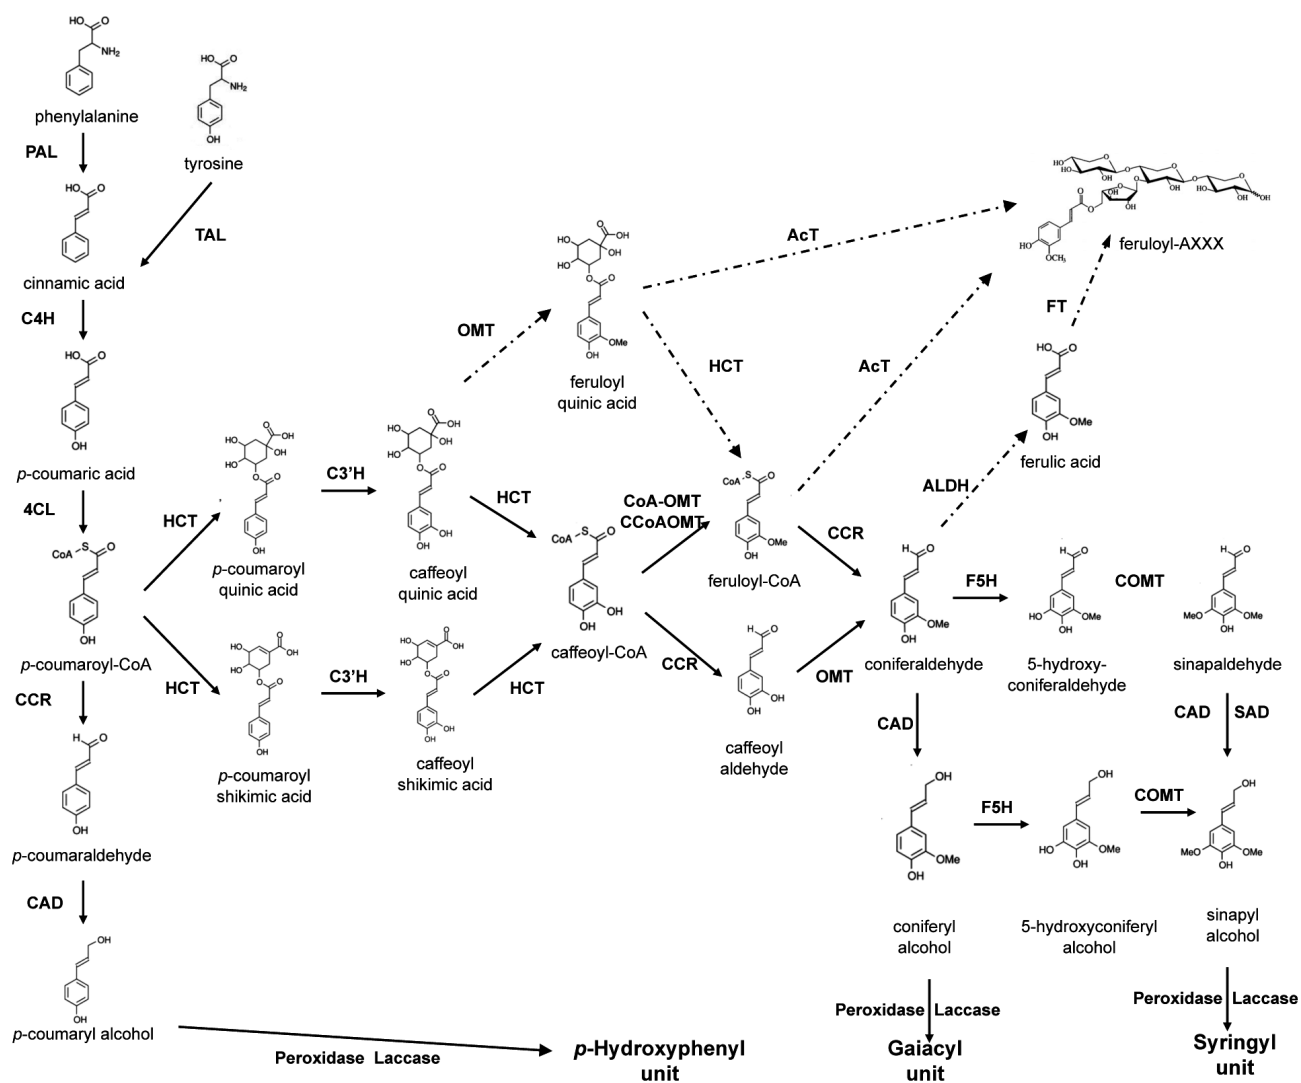 phenylalanine
PAL
tyrosine
TAL
cinnamic acid
C4H
p-coumaric acid
4CL
HCT
p-coumaroyl-CoA
CCR
HCT
p-coumaraldehyde
CAD
p-coumaryl alcohol
Peroxidase Laccase
p-Hydroxyphenyl
unit
p-coumaroyl
quinic acid
C3'H
caffeoyl
quinic acid
p-coumaroyl
shikimic acid
C3'H
caffeoyl
shikimic acid
OMT
HCT
HCT
feruloyl
quinic acid
AcT
HCT
caffeoyl-CoA
CoA-OMT
CCoAOMT
CCR
feruloyl-CoA
caffeoyl
aldehyde
AcT
CCR
OMT
feruloyl-AXXX
FT
ferulic acid
ALDH
coniferaldehyde
F5H
5-hydroxy-
coniferaldehyde
COMT
sinapaldehyde
CAD
CAD SAD
F5H
COMT
coniferyl
alcohol
5-hydroxyconiferyl
alcohol
sinapyl
alcohol
Peroxidase Laccase
Gaiacyl
unit
Peroxidase Laccase
Syringyl
unit